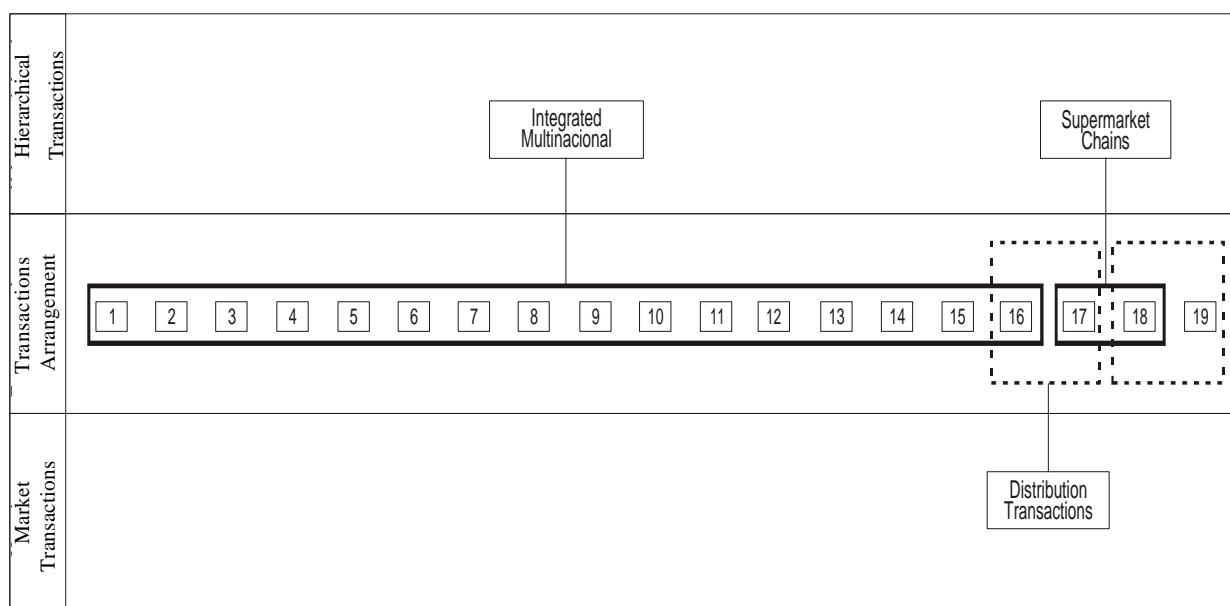 Hierarchical
Transactions
Integrated
Multinacional
Supermarket
Chains
Transactions
Arrangement
1 2 3 4 5 6 7 8 9 10 11 12 13 14 15 16 17 18 19
Market
Transactions
Distribution
Transactions